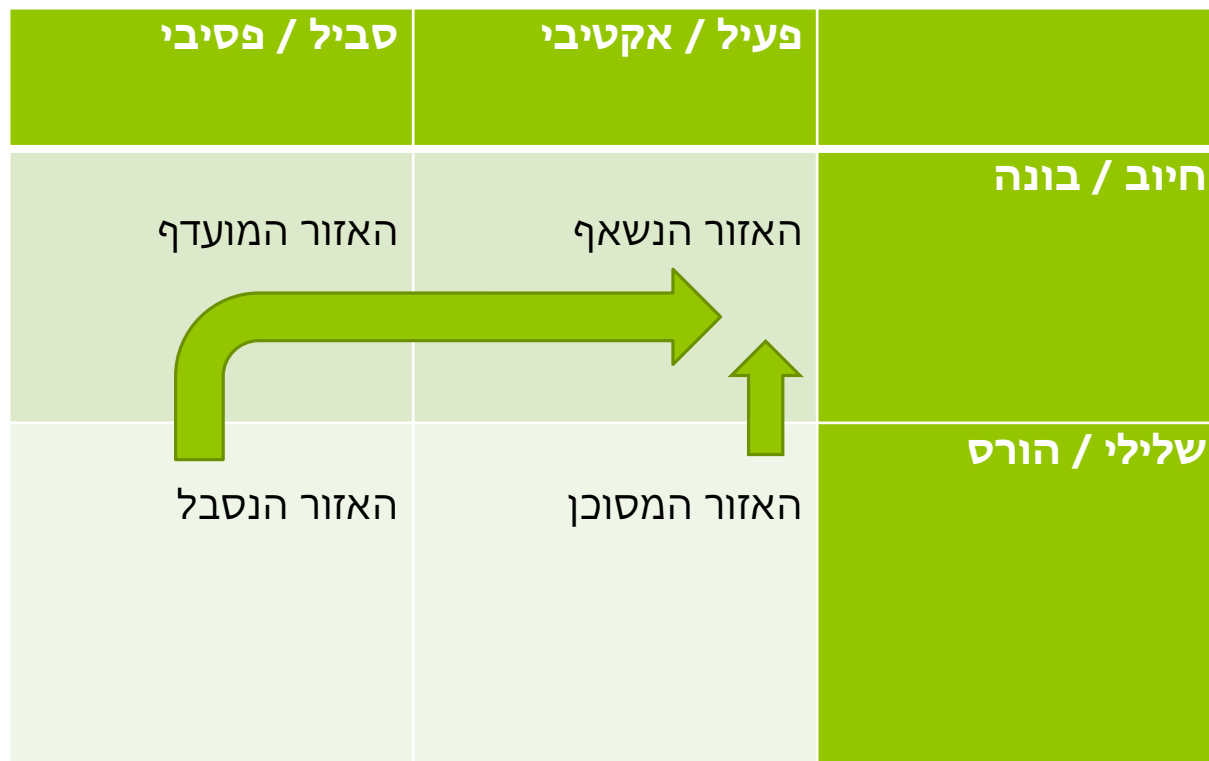 פעיל / אקטיבי
סביל / פסיבי
חיוב / בונה
האזור הנשאף
האזור המועדף
שלילי / הורס
האזור המסוכן
האזור הנסבל